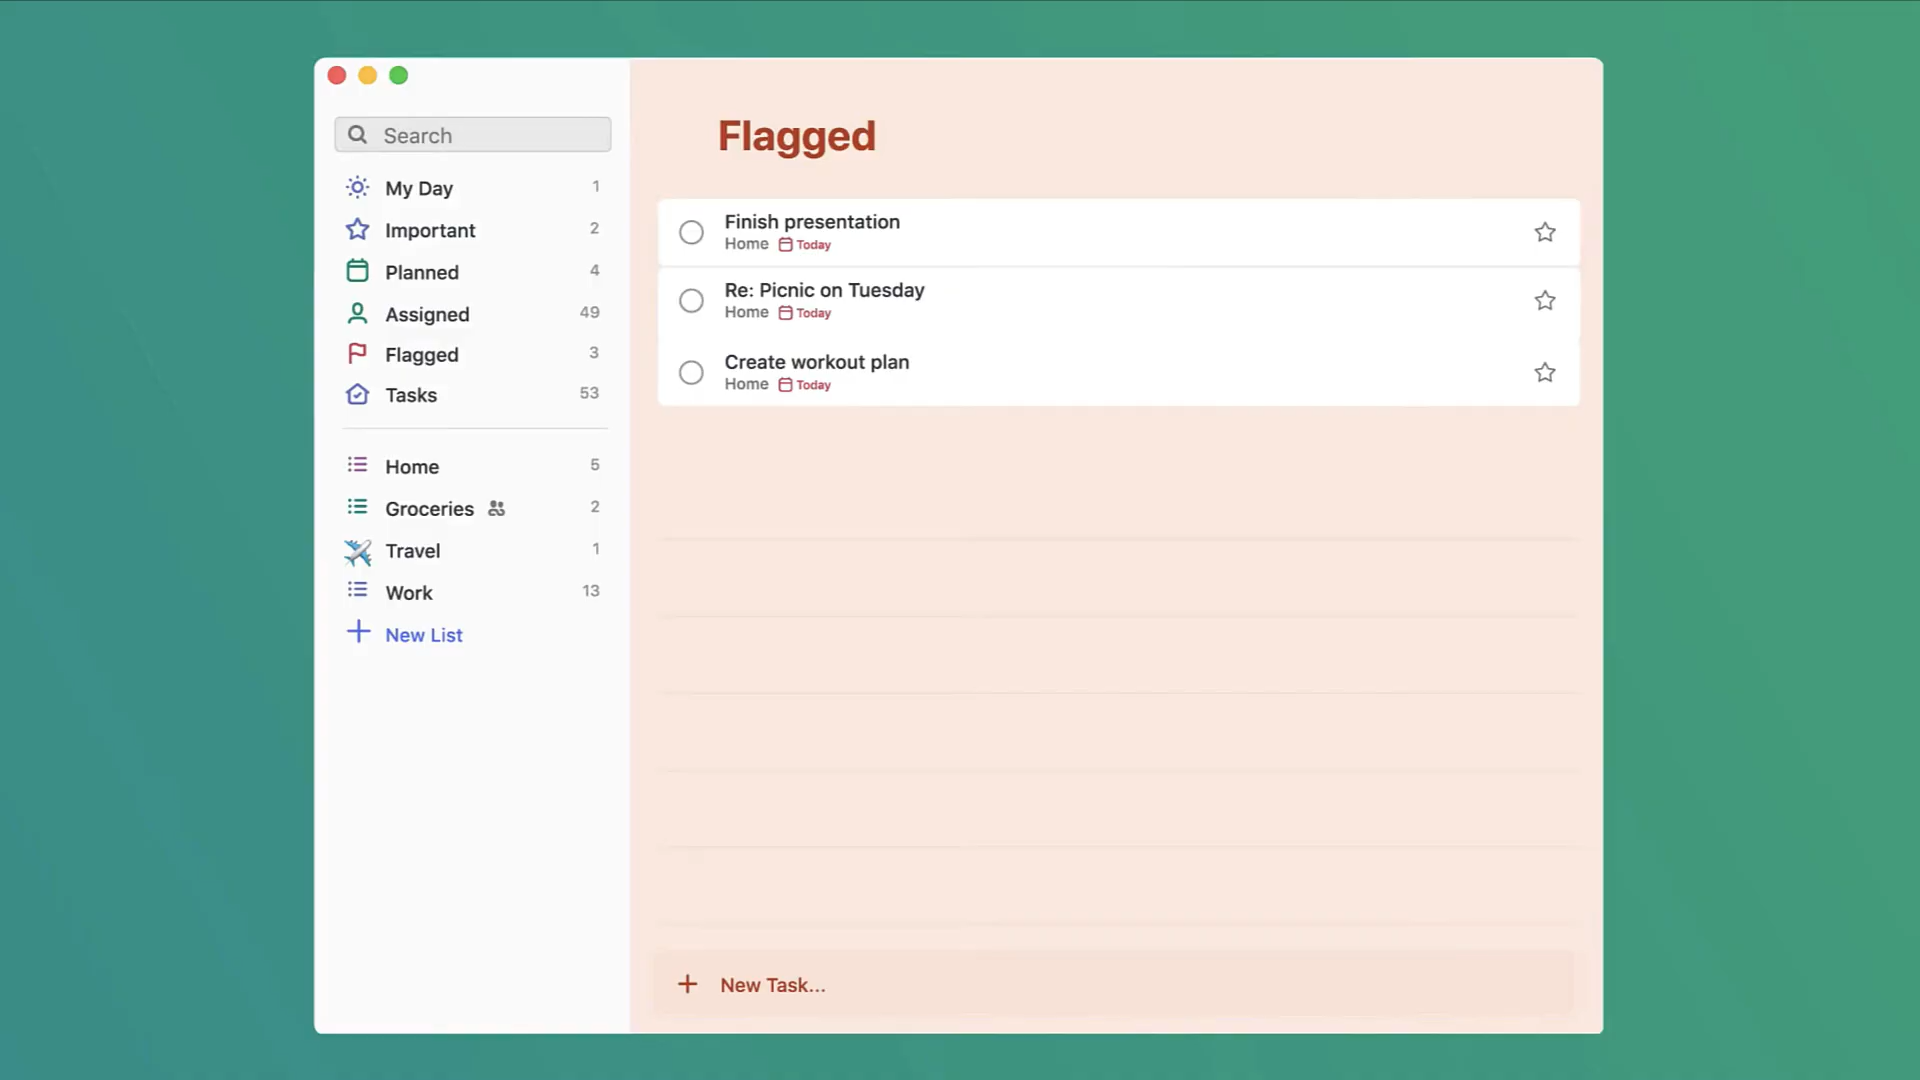 Search
My Day 1
Important 2
Planned 4
Assigned 49
Flagged 3
Tasks 53
Home 5
Groceries 2
Travel 1
Work 13
New List
Flagged
Finish presentation
Home Today
Re: Picnic on Tuesday
Home Today
Create workout plan
Home Today
New Task...